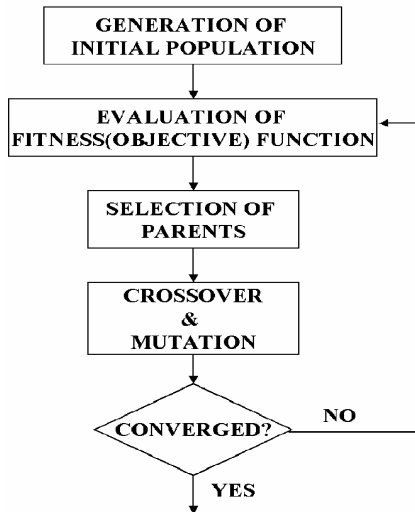 GENERATION OF
INITIAL POPULATION
EVALUATION OF
FITNESS(OBJECTIVE) FUNCTION
SELECTION OF
PARENTS
CROSSOVER
&
MUTATION
CONVERGED?
NO
YES